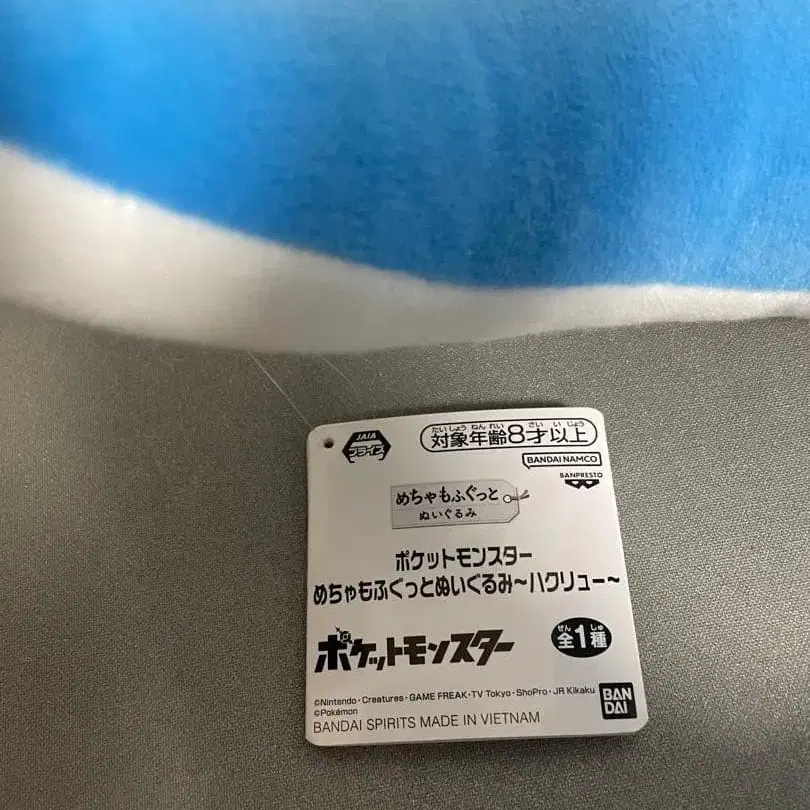 JAIA
プライズ
たいしょうねんれい さい いじょう
対象年齢8才以上
BANDAI NAMCO
BANPRESTO
めちゃもふぐっと
ぬいぐるみ
ポケットモンスター
めちゃもふぐっとぬいぐるみ～ハクリュー～
ポケットモンスター
ぜん しゅ
全1種
©Nintendo・Creatures・GAME FREAK・TV Tokyo・ShoPro・JR Kikaku
©Pokémon
BANDAI SPIRITS MADE IN VIETNAM
BAN
DAI